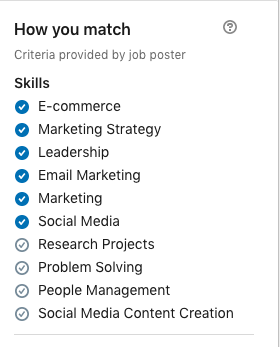 How you match
Criteria provided by job poster
Skills
E-commerce
Marketing Strategy
Leadership
Email Marketing
Marketing
Social Media
Research Projects
Problem Solving
People Management
Social Media Content Creation